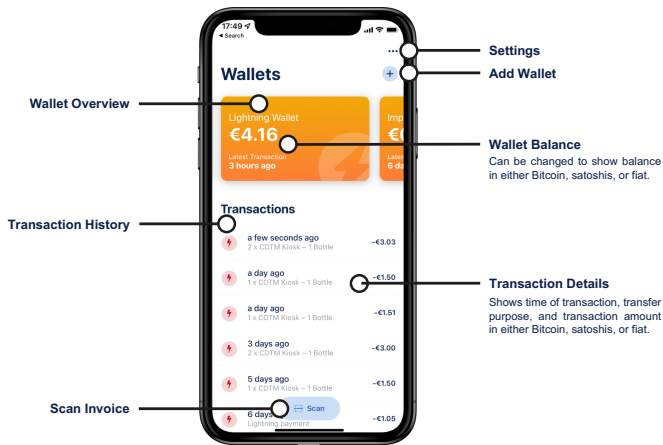 17:49
Search
Settings
Wallets
Add Wallet
Wallet Overview
Lightning Wallet
€4.16
Latest Transaction
3 hours ago
Wallet Balance
Can be changed to show balance
in either Bitcoin, satoshis, or fiat.
Transactions
Transaction History
a few seconds ago
2 x CDTM Kiosk – 1 Bottle
-€3.03
a day ago
1 x CDTM Kiosk – 1 Bottle
-€1.50
Transaction Details
Shows time of transaction, transfer
purpose, and transaction amount
in either Bitcoin, satoshis, or fiat.
a day ago
1 x CDTM Kiosk – 1 Bottle
-€1.51
3 days ago
2 x CDTM Kiosk – 1 Bottle
-€3.00
5 days ago
1 x CDTM Kiosk – 1 Bottle
-€1.50
Scan Invoice
Scan
6 days
Lightning payment
-€1.05